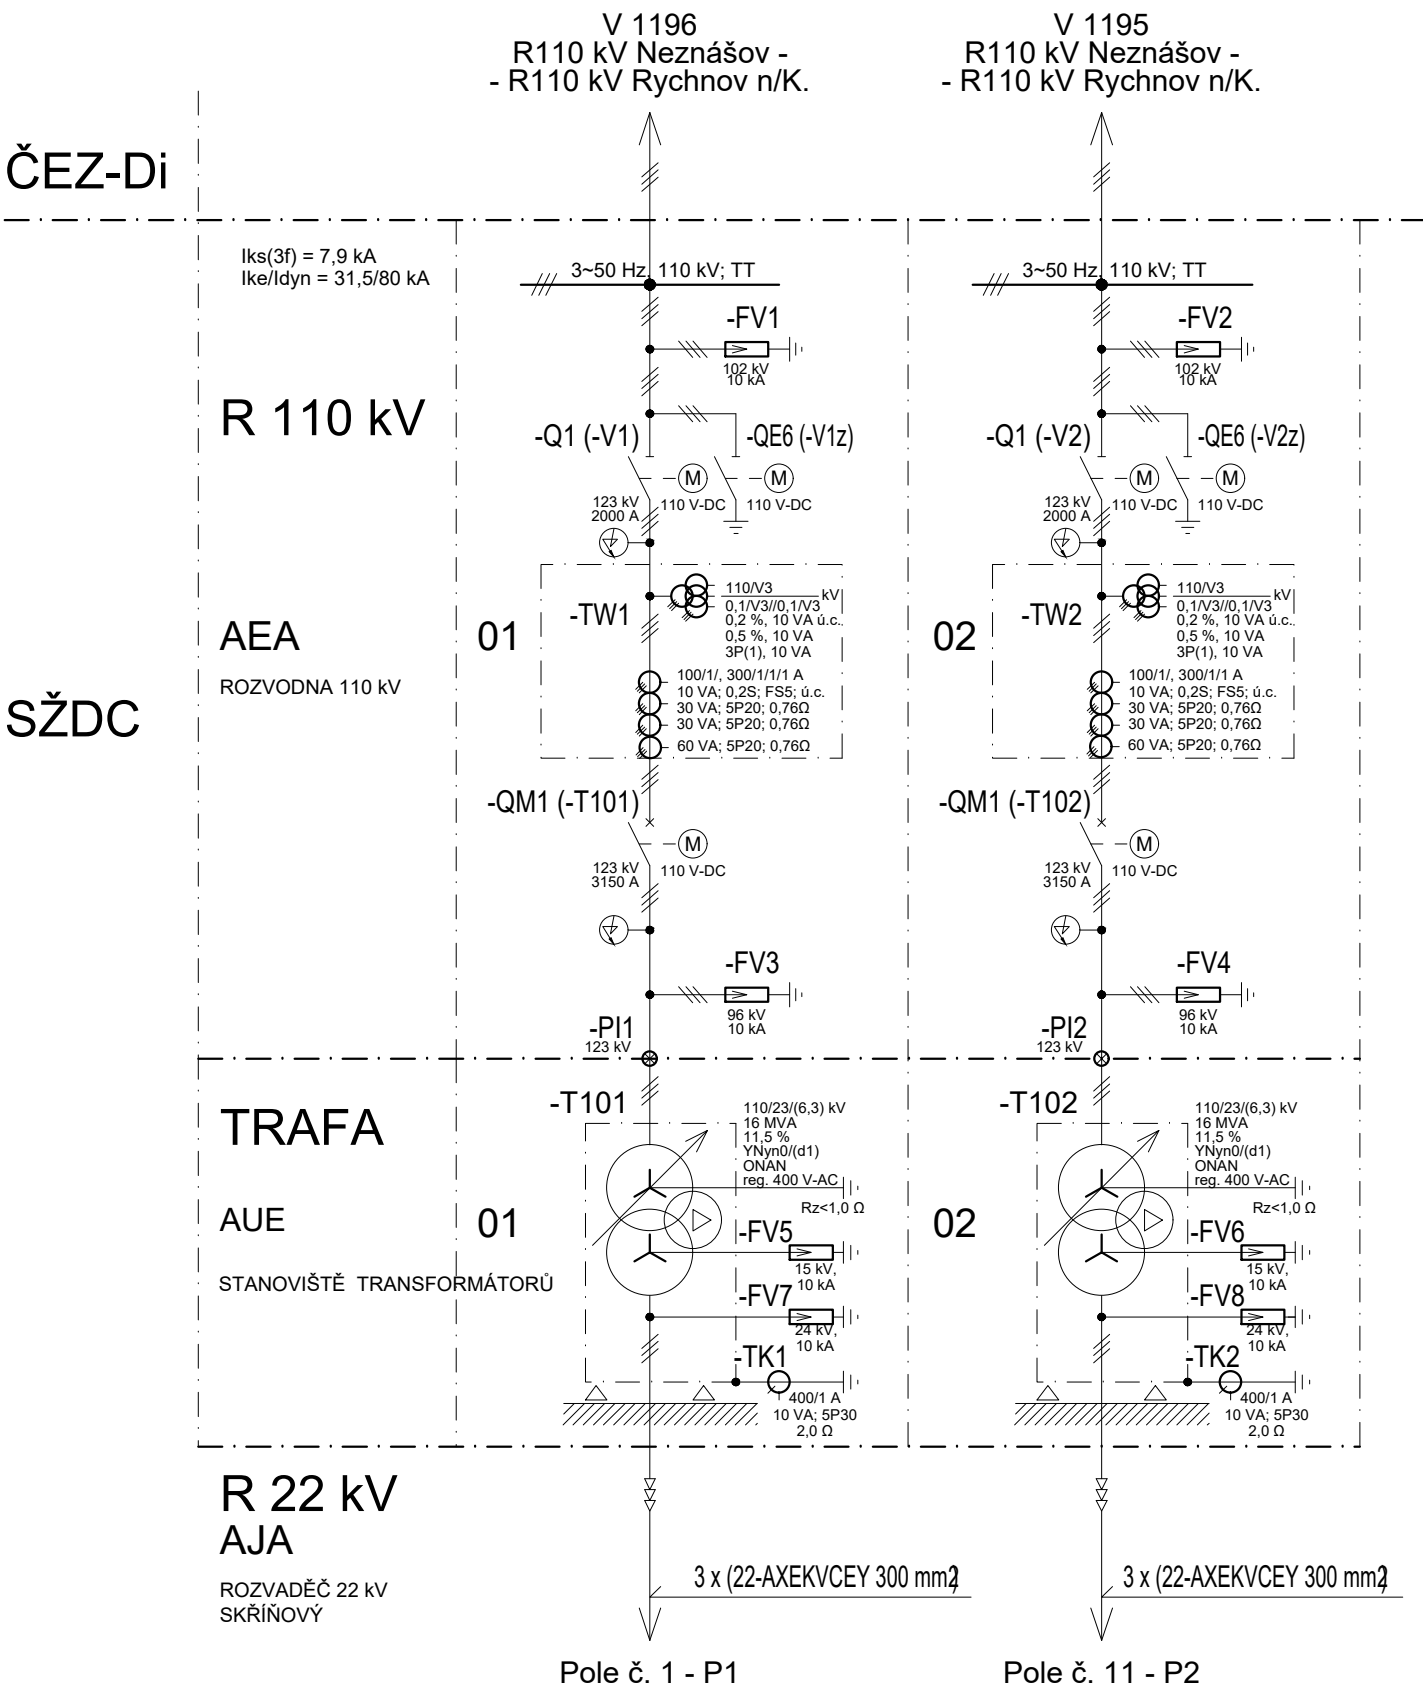 V 1196
R110 kV Neznášov -
- R110 kV Rychnov n/K.
V 1195
R110 kV Neznášov -
- R110 kV Rychnov n/K.
ČEZ-Di
SŽDC
Iks(3f) = 7,9 kA
Ike/Idyn = 31,5/80 kA
R 110 kV
AEA
ROZVODNA 110 kV
01
3~50 Hz, 110 kV; TT
-FV1
102 kV
10 kA
-Q1 (-V1)
-QE6 (-V1z)
M
M
123 kV
2000 A
110 V-DC
110 V-DC
-TW1
110/V3
kV
0,1/V3//0,1/V3
0,2 %, 10 VA ú.c.
0,5 %, 10 VA
3P(1), 10 VA
100/1/, 300/1/1/1 A
10 VA; 0,2S; FS5; ú.c.
30 VA; 5P20; 0,76Ω
30 VA; 5P20; 0,76Ω
60 VA; 5P20; 0,76Ω
-QM1 (-T101)
M
123 kV
3150 A
110 V-DC
-FV3
96 kV
10 kA
-PI1
123 kV
02
3~50 Hz, 110 kV; TT
-FV2
102 kV
10 kA
-Q1 (-V2)
-QE6 (-V2z)
M
M
123 kV
2000 A
110 V-DC
110 V-DC
-TW2
110/V3
kV
0,1/V3//0,1/V3
0,2 %, 10 VA ú.c.
0,5 %, 10 VA
3P(1), 10 VA
100/1/, 300/1/1 A
10 VA; 0,2S; FS5; ú.c.
30 VA; 5P20; 0,76Ω
30 VA; 5P20; 0,76Ω
60 VA; 5P20; 0,76Ω
-QM1 (-T102)
M
123 kV
3150 A
110 V-DC
-FV4
96 kV
10 kA
-PI2
123 kV
TRAFA
AUE
STANOVIŠTĚ TRANSFORMÁTORŮ
01
-T101
110/23/(6,3) kV
16 MVA
11,5 %
YNyn0/(d1)
ONAN
reg. 400 V-AC
Rz<1,0 Ω
-FV5
15 kV,
10 kA
-FV7
24 kV,
10 kA
-TK1
400/1 A
10 VA; 5P30
2,0 Ω
02
-T102
110/23/(6,3) kV
16 MVA
11,5 %
YNyn0/(d1)
ONAN
reg. 400 V-AC
Rz<1,0 Ω
-FV6
15 kV,
10 kA
-FV8
24 kV,
10 kA
-TK2
400/1 A
10 VA; 5P30
2,0 Ω
R 22 kV
AJA
ROZVADĚČ 22 kV
SKŘÍŇOVÝ
3 x (22-AXEKVCEY 300 mm2)
3 x (22-AXEKVCEY 300 mm2)
Pole č. 1 - P1
Pole č. 11 - P2